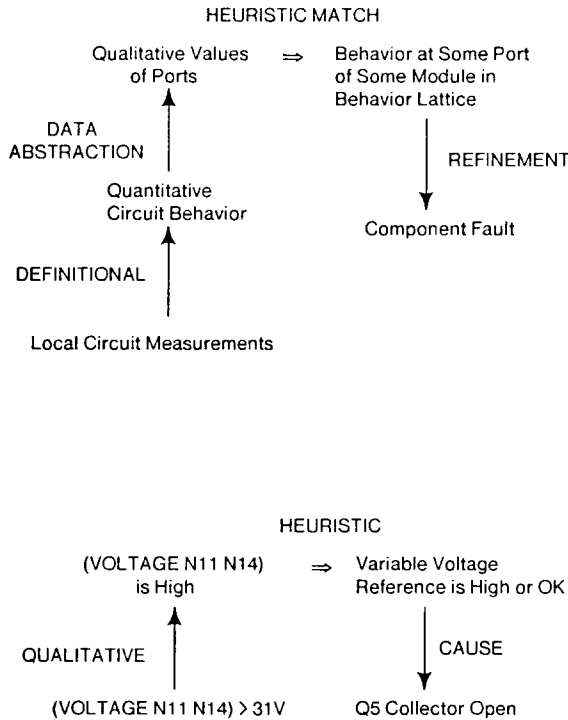 HEURISTIC MATCH
Qualitative Values
of Ports
⇒
Behavior at Some Port
of Some Module in
Behavior Lattice
DATA
ABSTRACTION
REFINEMENT
Quantitative
Circuit Behavior
Component Fault
DEFINITIONAL
Local Circuit Measurements
HEURISTIC
(VOLTAGE N11 N14)
is High
⇒
Variable Voltage
Reference is High or OK
QUALITATIVE
CAUSE
(VOLTAGE N11 N14) > 31V
Q5 Collector Open